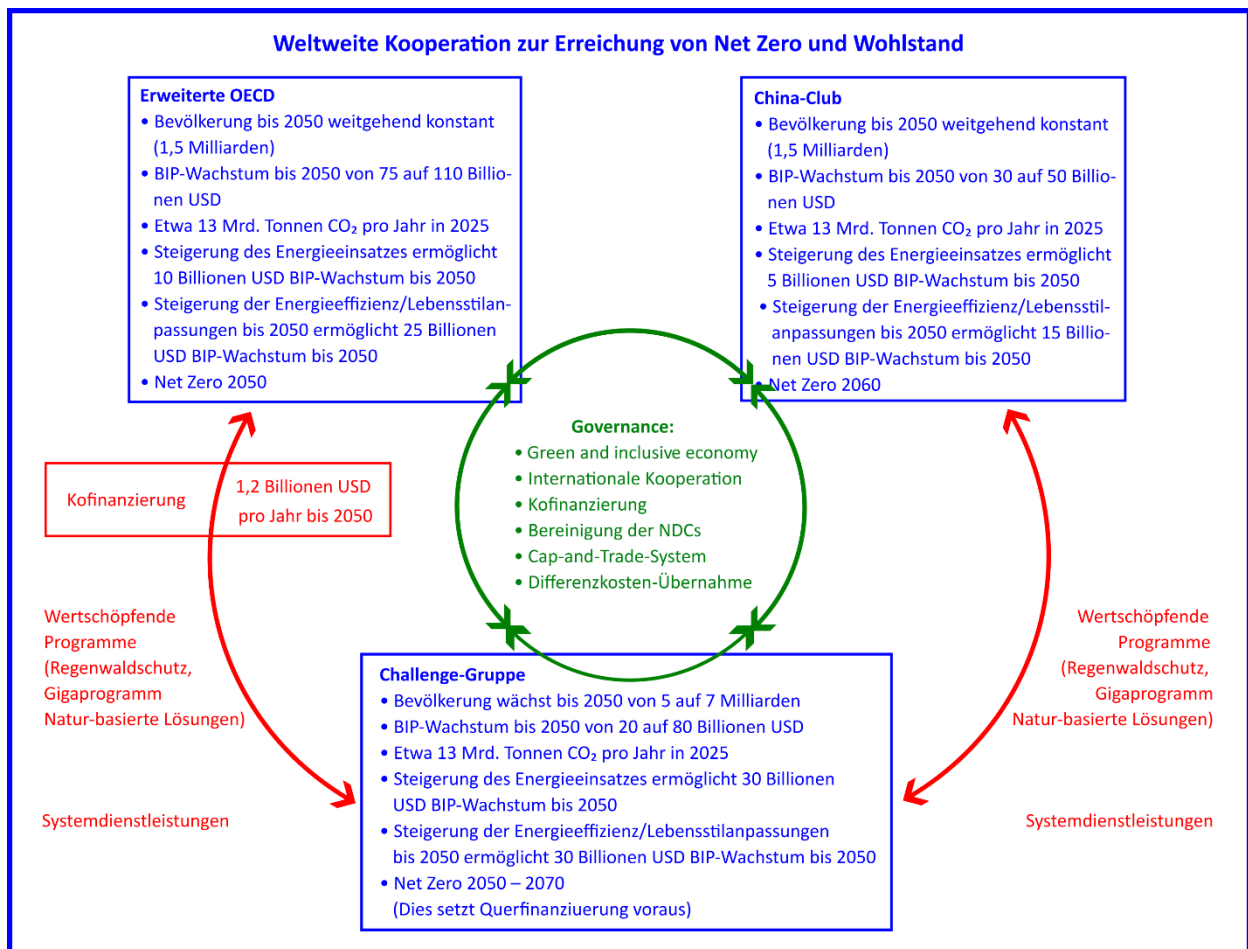 Weltweite Kooperation zur Erreichung von Net Zero und Wohlstand
Erweiterte OECD
• Bevölkerung bis 2050 weitgehend konstant
(1,5 Milliarden)
• BIP-Wachstum bis 2050 von 75 auf 110 Billio-
nen USD
• Etwa 13 Mrd. Tonnen CO₂ pro Jahr in 2025
• Steigerung des Energieeinsatzes ermöglicht
10 Billionen USD BIP-Wachstum bis 2050
• Steigerung der Energieeffizienz/Lebensstilan-
passungen bis 2050 ermöglicht 25 Billionen
USD BIP-Wachstum bis 2050
• Net Zero 2050
China-Club
• Bevölkerung bis 2050 weitgehend konstant
(1,5 Milliarden)
• BIP-Wachstum bis 2050 von 30 auf 50 Billio-
nen USD
• Etwa 13 Mrd. Tonnen CO₂ pro Jahr in 2025
• Steigerung des Energieeinsatzes ermöglicht
5 Billionen USD BIP-Wachstum bis 2050
• Steigerung der Energieeffizienz/Lebensstil-
anpassungen bis 2050 ermöglicht 15 Billio-
nen USD BIP-Wachstum bis 2050
• Net Zero 2060
Governance:
• Green and inclusive economy
• Internationale Kooperation
• Kofinanzierung
• Bereinigung der NDCs
• Cap-and-Trade-System
• Differenzkosten-Übernahme
Kofinanzierung
1,2 Billionen USD
pro Jahr bis 2050
Wertschöpfende
Programme
(Regenwaldschutz,
Gigaprogramm
Natur-basierte Lösungen)
Systemdienstleistungen
Wertschöpfende
Programme
(Regenwaldschutz,
Gigaprogramm
Natur-basierte Lösungen)
Systemdienstleistungen
Challenge-Gruppe
• Bevölkerung wächst bis 2050 von 5 auf 7 Milliarden
• BIP-Wachstum bis 2050 von 20 auf 80 Billionen USD
• Etwa 13 Mrd. Tonnen CO₂ pro Jahr in 2025
• Steigerung des Energieeinsatzes ermöglicht 30 Billionen
USD BIP-Wachstum bis 2050
• Steigerung der Energieeffizienz/Lebensstilanpassungen
bis 2050 ermöglicht 30 Billionen USD BIP-Wachstum bis 2050
• Net Zero 2050 – 2070
(Dies setzt Querfinanziuerung voraus)